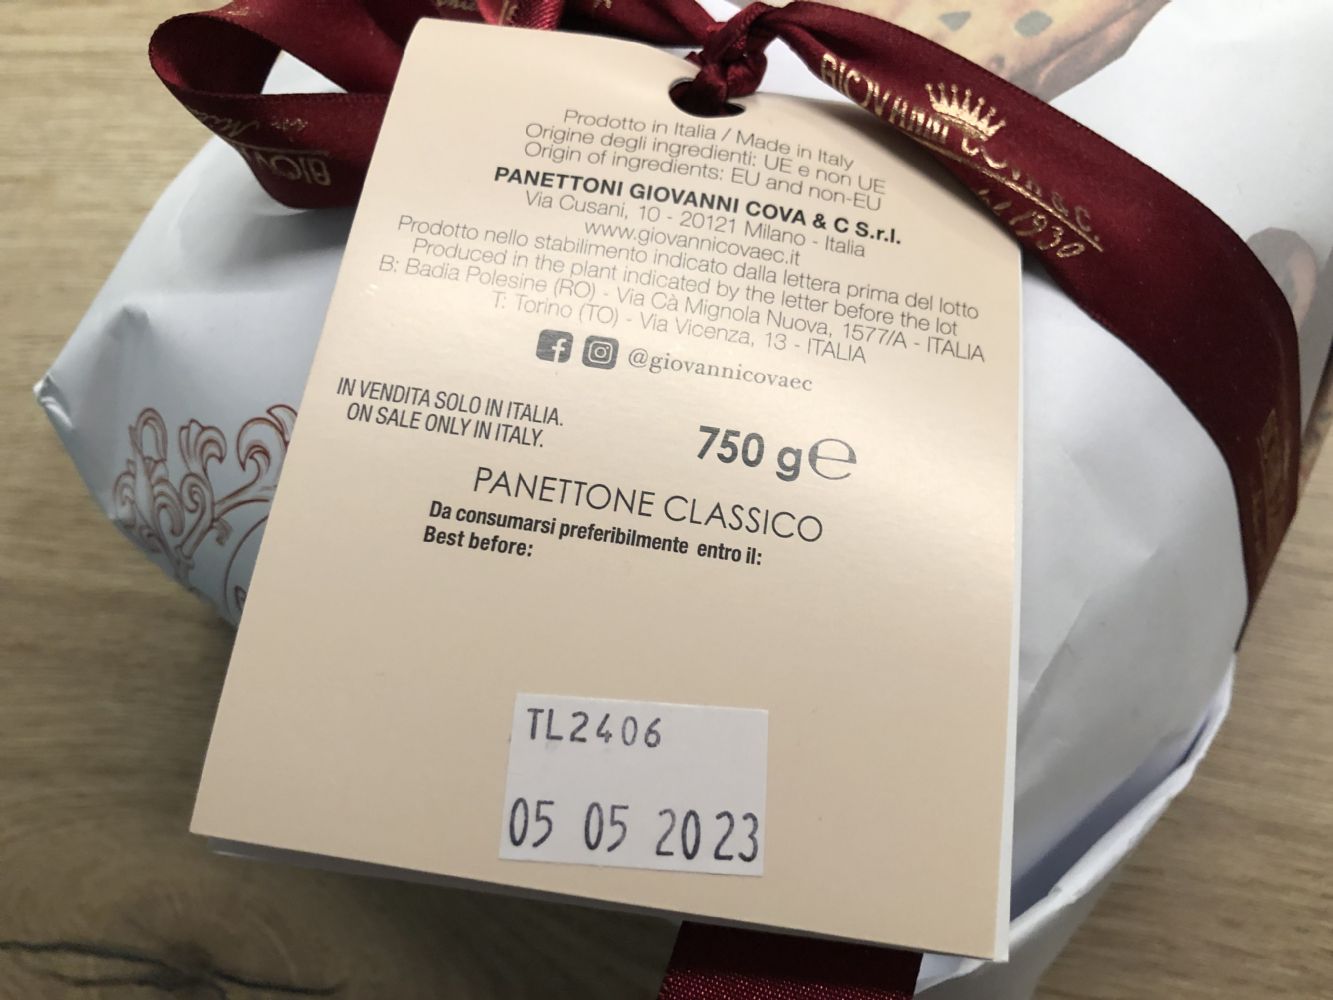 Prodotto in Italia / Made in Italy
Origine degli ingredienti: UE e non UE
Origin of ingredients: EU and non-EU
PANETTONI GIOVANNI COVA & C S.r.l.
Via Cusani, 10 - 20121 Milano - Italia
www.giovannicovaec.it
Prodotto nello stabilimento indicato dalla lettera prima del lotto
Produced in the plant indicated by the letter before the lot
B: Badia Polesine (RO) - Via Cà Mignola Nuova, 1577/A - ITALIA
T: Torino (TO) - Via Vicenza, 13 - ITALIA
@giovannicovaec
IN VENDITA SOLO IN ITALIA.
ON SALE ONLY IN ITALY.
750 g ℮
PANETTONE CLASSICO
Da consumarsi preferibilmente entro il:
Best before:
TL2406
05 05 2023
GIOVANNI COVA & C.
1930